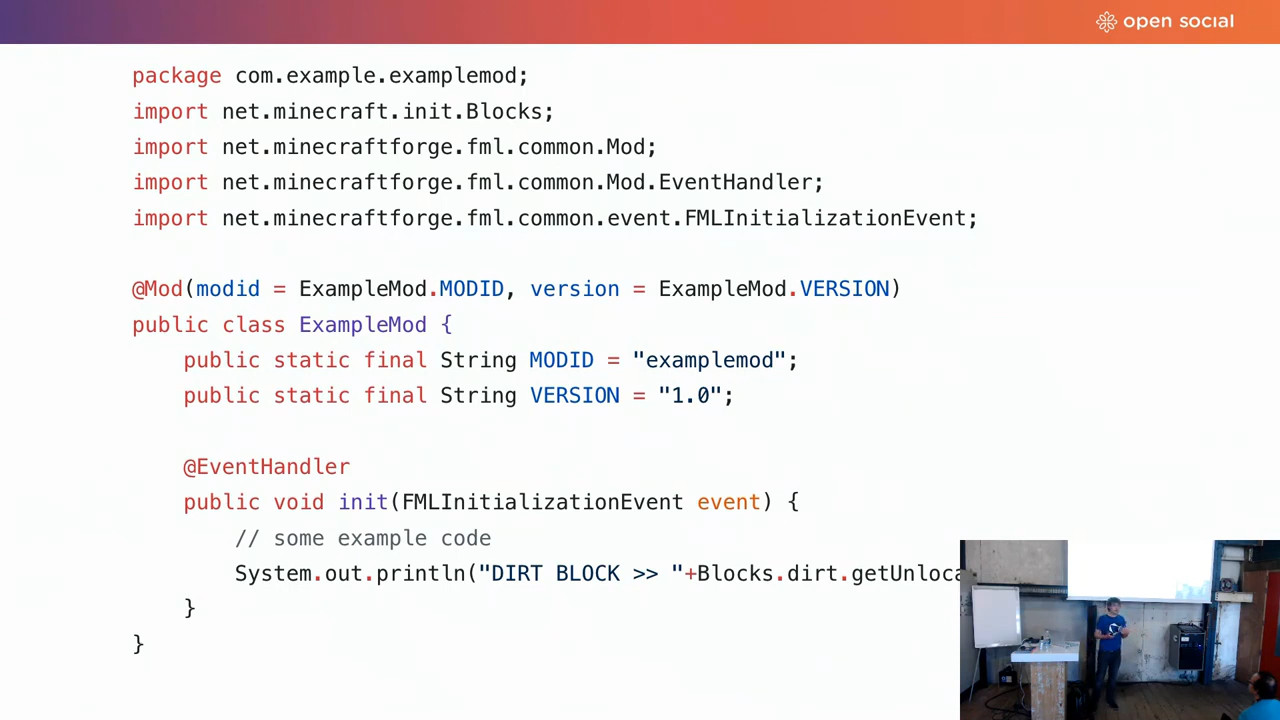 open social
package com.example.examplemod;
import net.minecraft.init.Blocks;
import net.minecraftforge.fml.common.Mod;
import net.minecraftforge.fml.common.Mod.EventHandler;
import net.minecraftforge.fml.common.event.FMLInitializationEvent;
@Mod(modid = ExampleMod.MODID, version = ExampleMod.VERSION)
public class ExampleMod {
    public static final String MODID = "examplemod";
    public static final String VERSION = "1.0";
    @EventHandler
    public void init(FMLInitializationEvent event) {
        // some example code
        System.out.println("DIRT BLOCK >> "+Blocks.dirt.getUnloca
    }
}